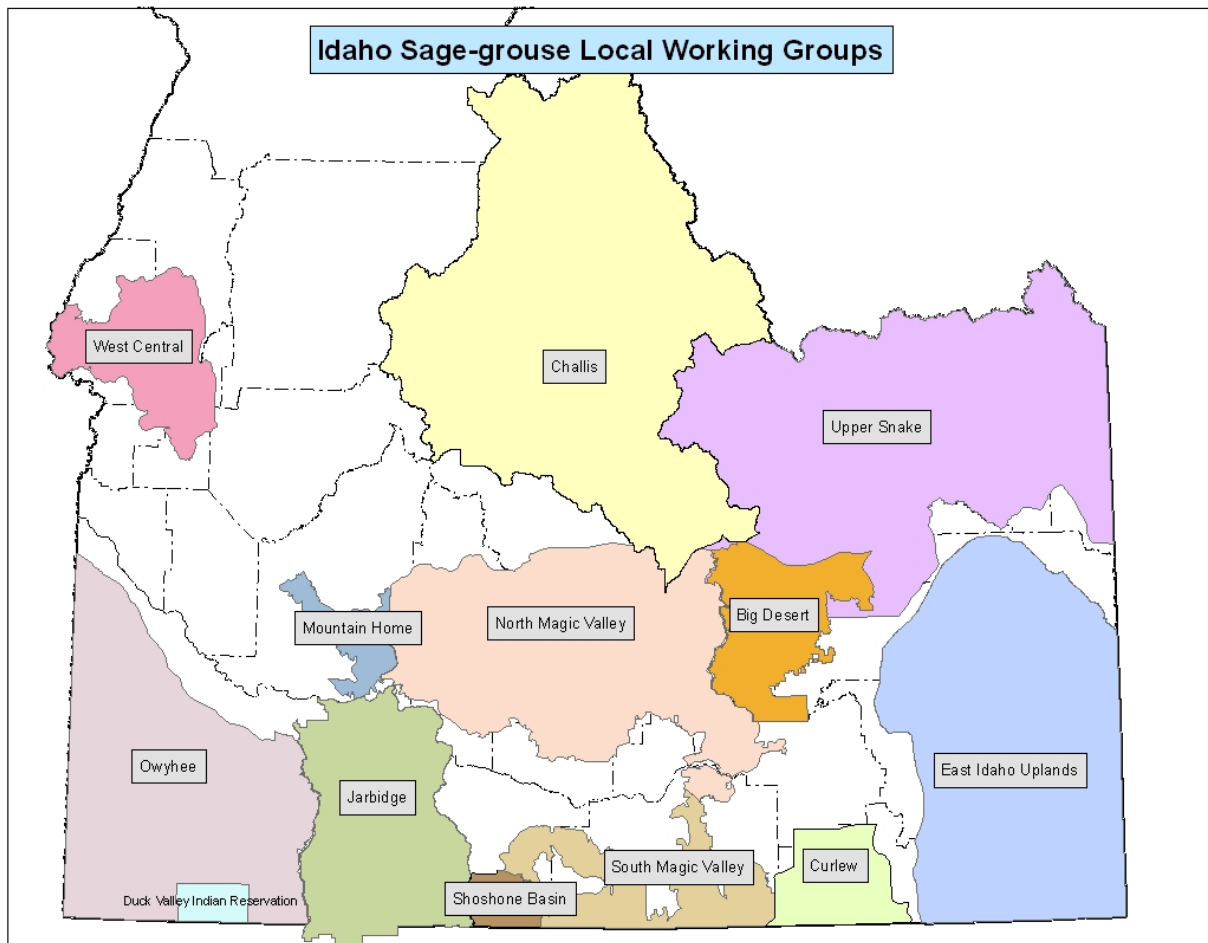 Idaho Sage-grouse Local Working Groups
West Central
Challis
Upper Snake
Mountain Home
North Magic Valley
Big Desert
Owyhee
Jarbidge
East Idaho Uplands
South Magic Valley
Curlew
Shoshone Basin
Duck Valley Indian Reservation